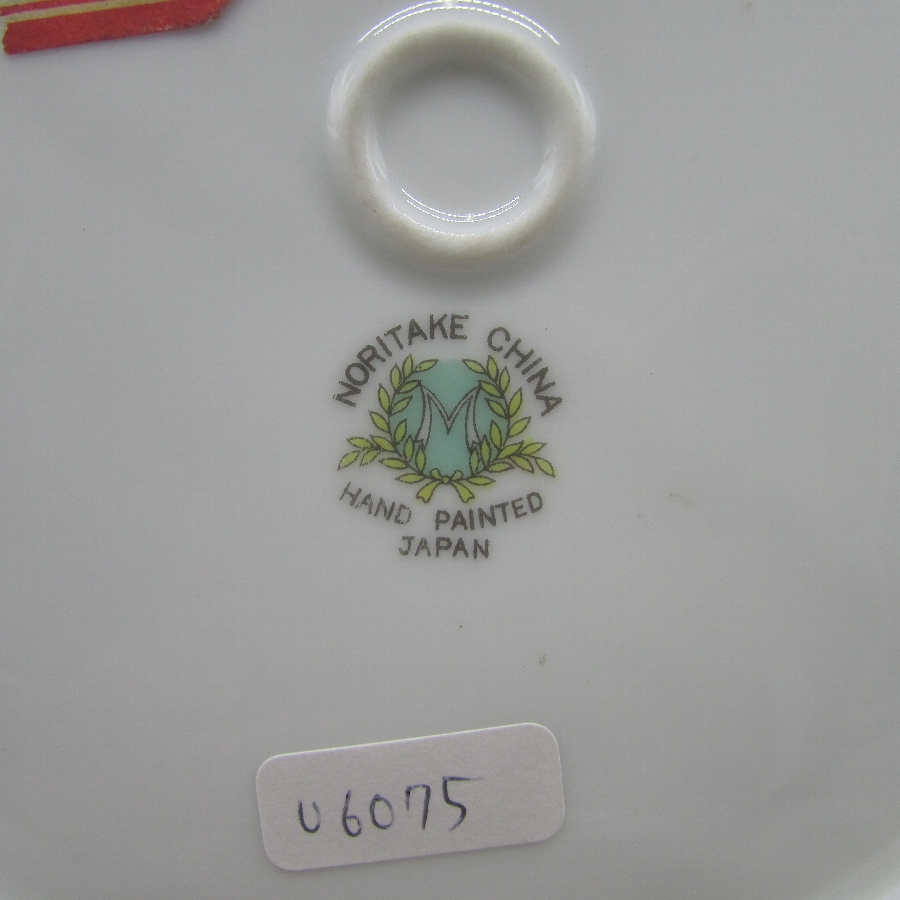 NORITAKE CHINA
M
HAND PAINTED
JAPAN
U6075